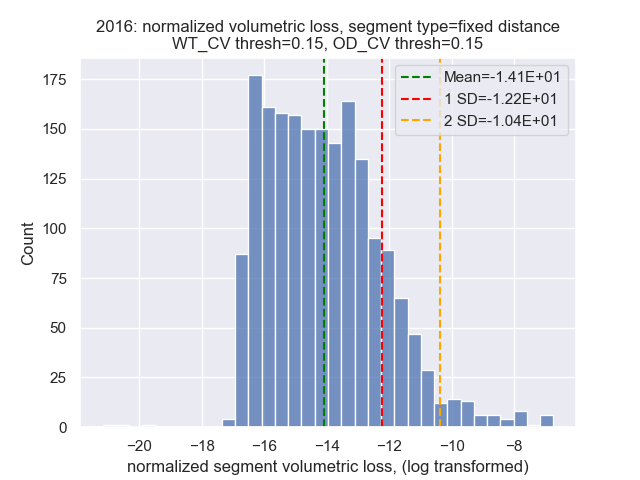 2016: normalized volumetric loss, segment type=fixed distance
WT_CV thresh=0.15, OD_CV thresh=0.15
Mean=-1.41E+01
1 SD=-1.22E+01
2 SD=-1.04E+01
Count
175
150
125
100
75
50
25
0
−20 −18 −16 −14 −12 −10 −8
normalized segment volumetric loss, (log transformed)